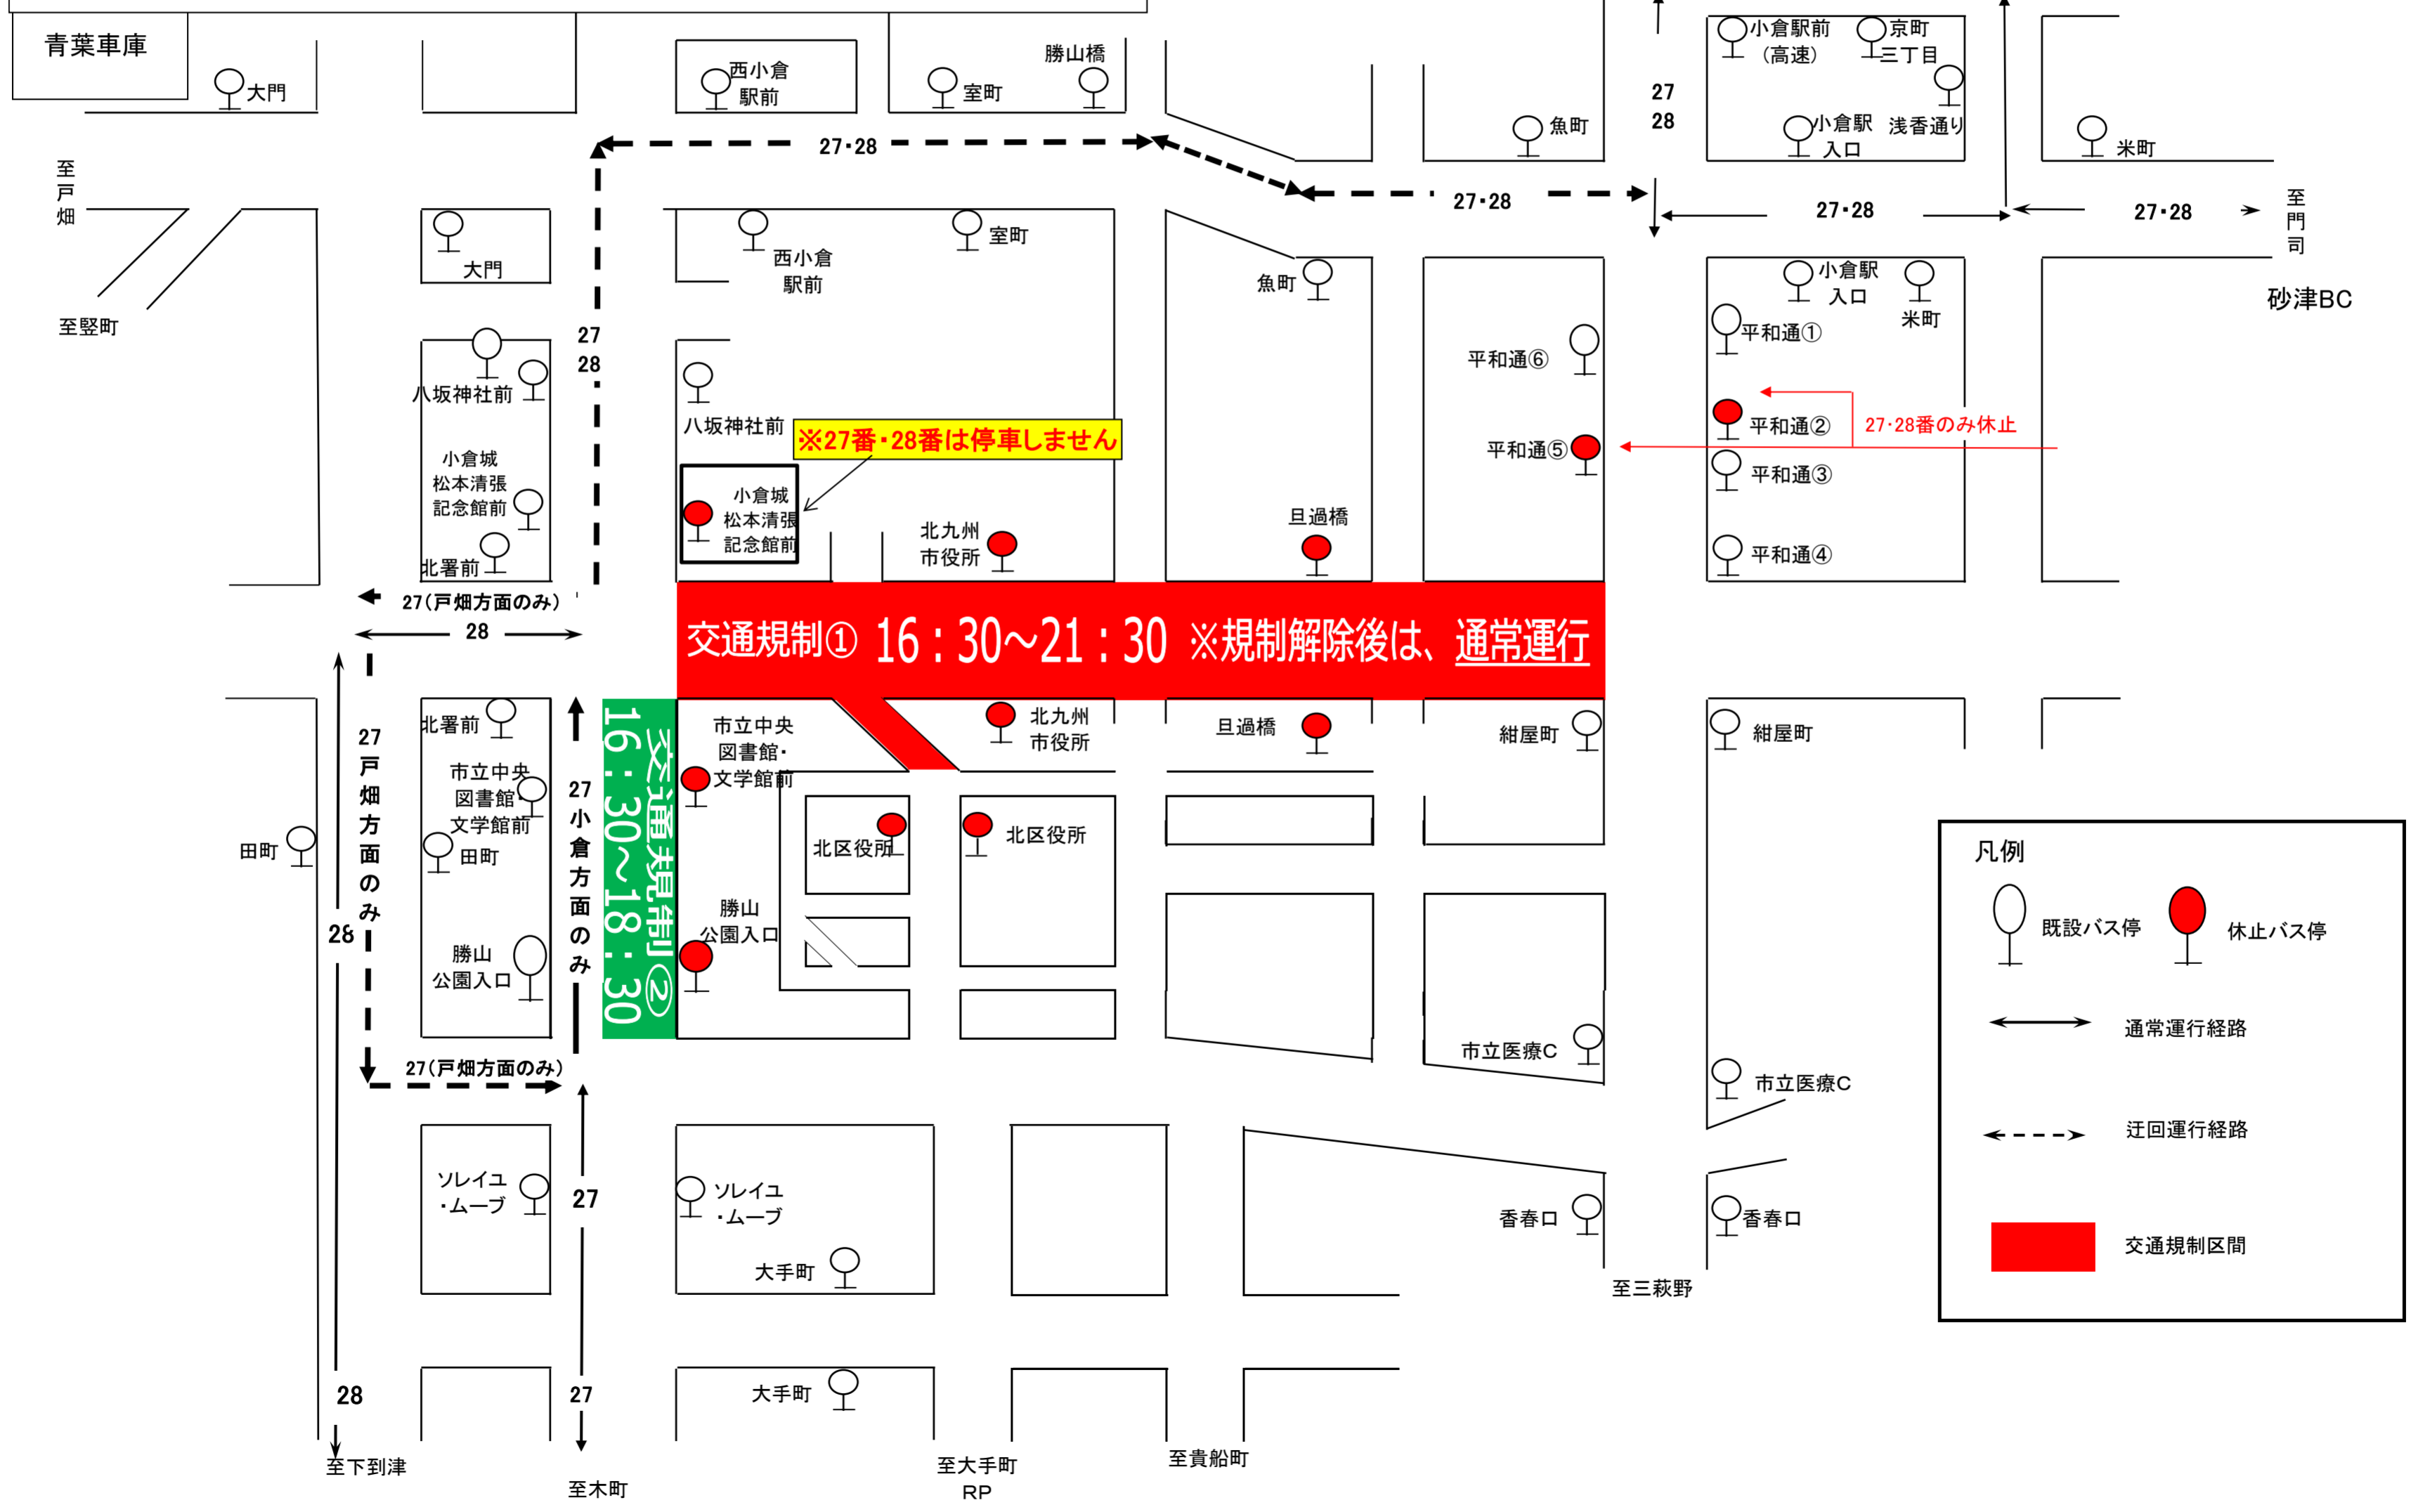 青葉車庫
大門
西小倉
駅前
室町
勝山橋
魚町
27
28
小倉駅前
(高速)
京町
三丁目
小倉駅
入口
浅香通り
米町
至戸畑
27・28
27・28
27・28
27・28
至門司
砂津BC
至竪町
大門
西小倉
駅前
室町
魚町
小倉駅
入口
米町
27
28
平和通⑥
平和通①
八坂神社前
八坂神社前
※27番・28番は停車しません
平和通⑤
平和通②
27・28番のみ休止
平和通③
平和通④
小倉城
松本清張
記念館前
小倉城
松本清張
記念館前
北九州
市役所
旦過橋
北署前
27(戸畑方面のみ)
28
交通規制① 16:30~21:30 ※規制解除後は、通常運行
北署前
市立中央
図書館・
文学館前
27戸畑方面のみ
27小倉方面のみ
交通規制②
16:30~18:30
市立中央
図書館・
文学館前
北九州
市役所
旦過橋
紺屋町
紺屋町
田町
田町
北区役所
北区役所
28
勝山
公園入口
勝山
公園入口
27(戸畑方面のみ)
市立医療C
市立医療C
凡例
既設バス停
休止バス停
通常運行経路
迂回運行経路
交通規制区間
ソレイユ
・ムーブ
27
ソレイユ
・ムーブ
大手町
香春口
香春口
至三萩野
28
27
大手町
至下到津
至木町
至大手町
RP
至貴船町